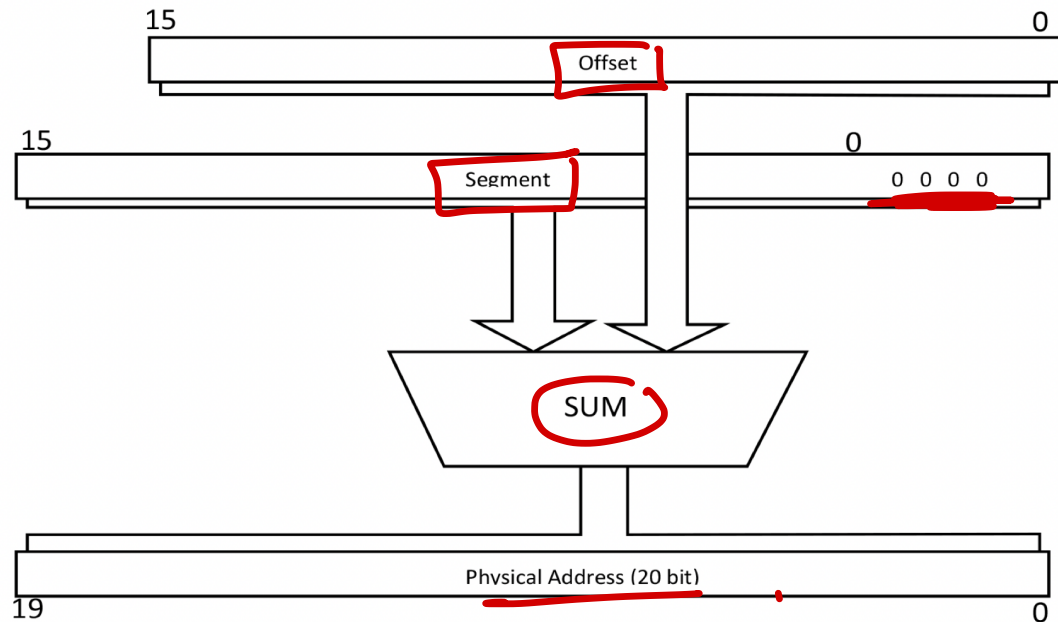 15 0
Offset
15 0
Segment 0 0 0 0
SUM
Physical Address (20 bit)
19 0